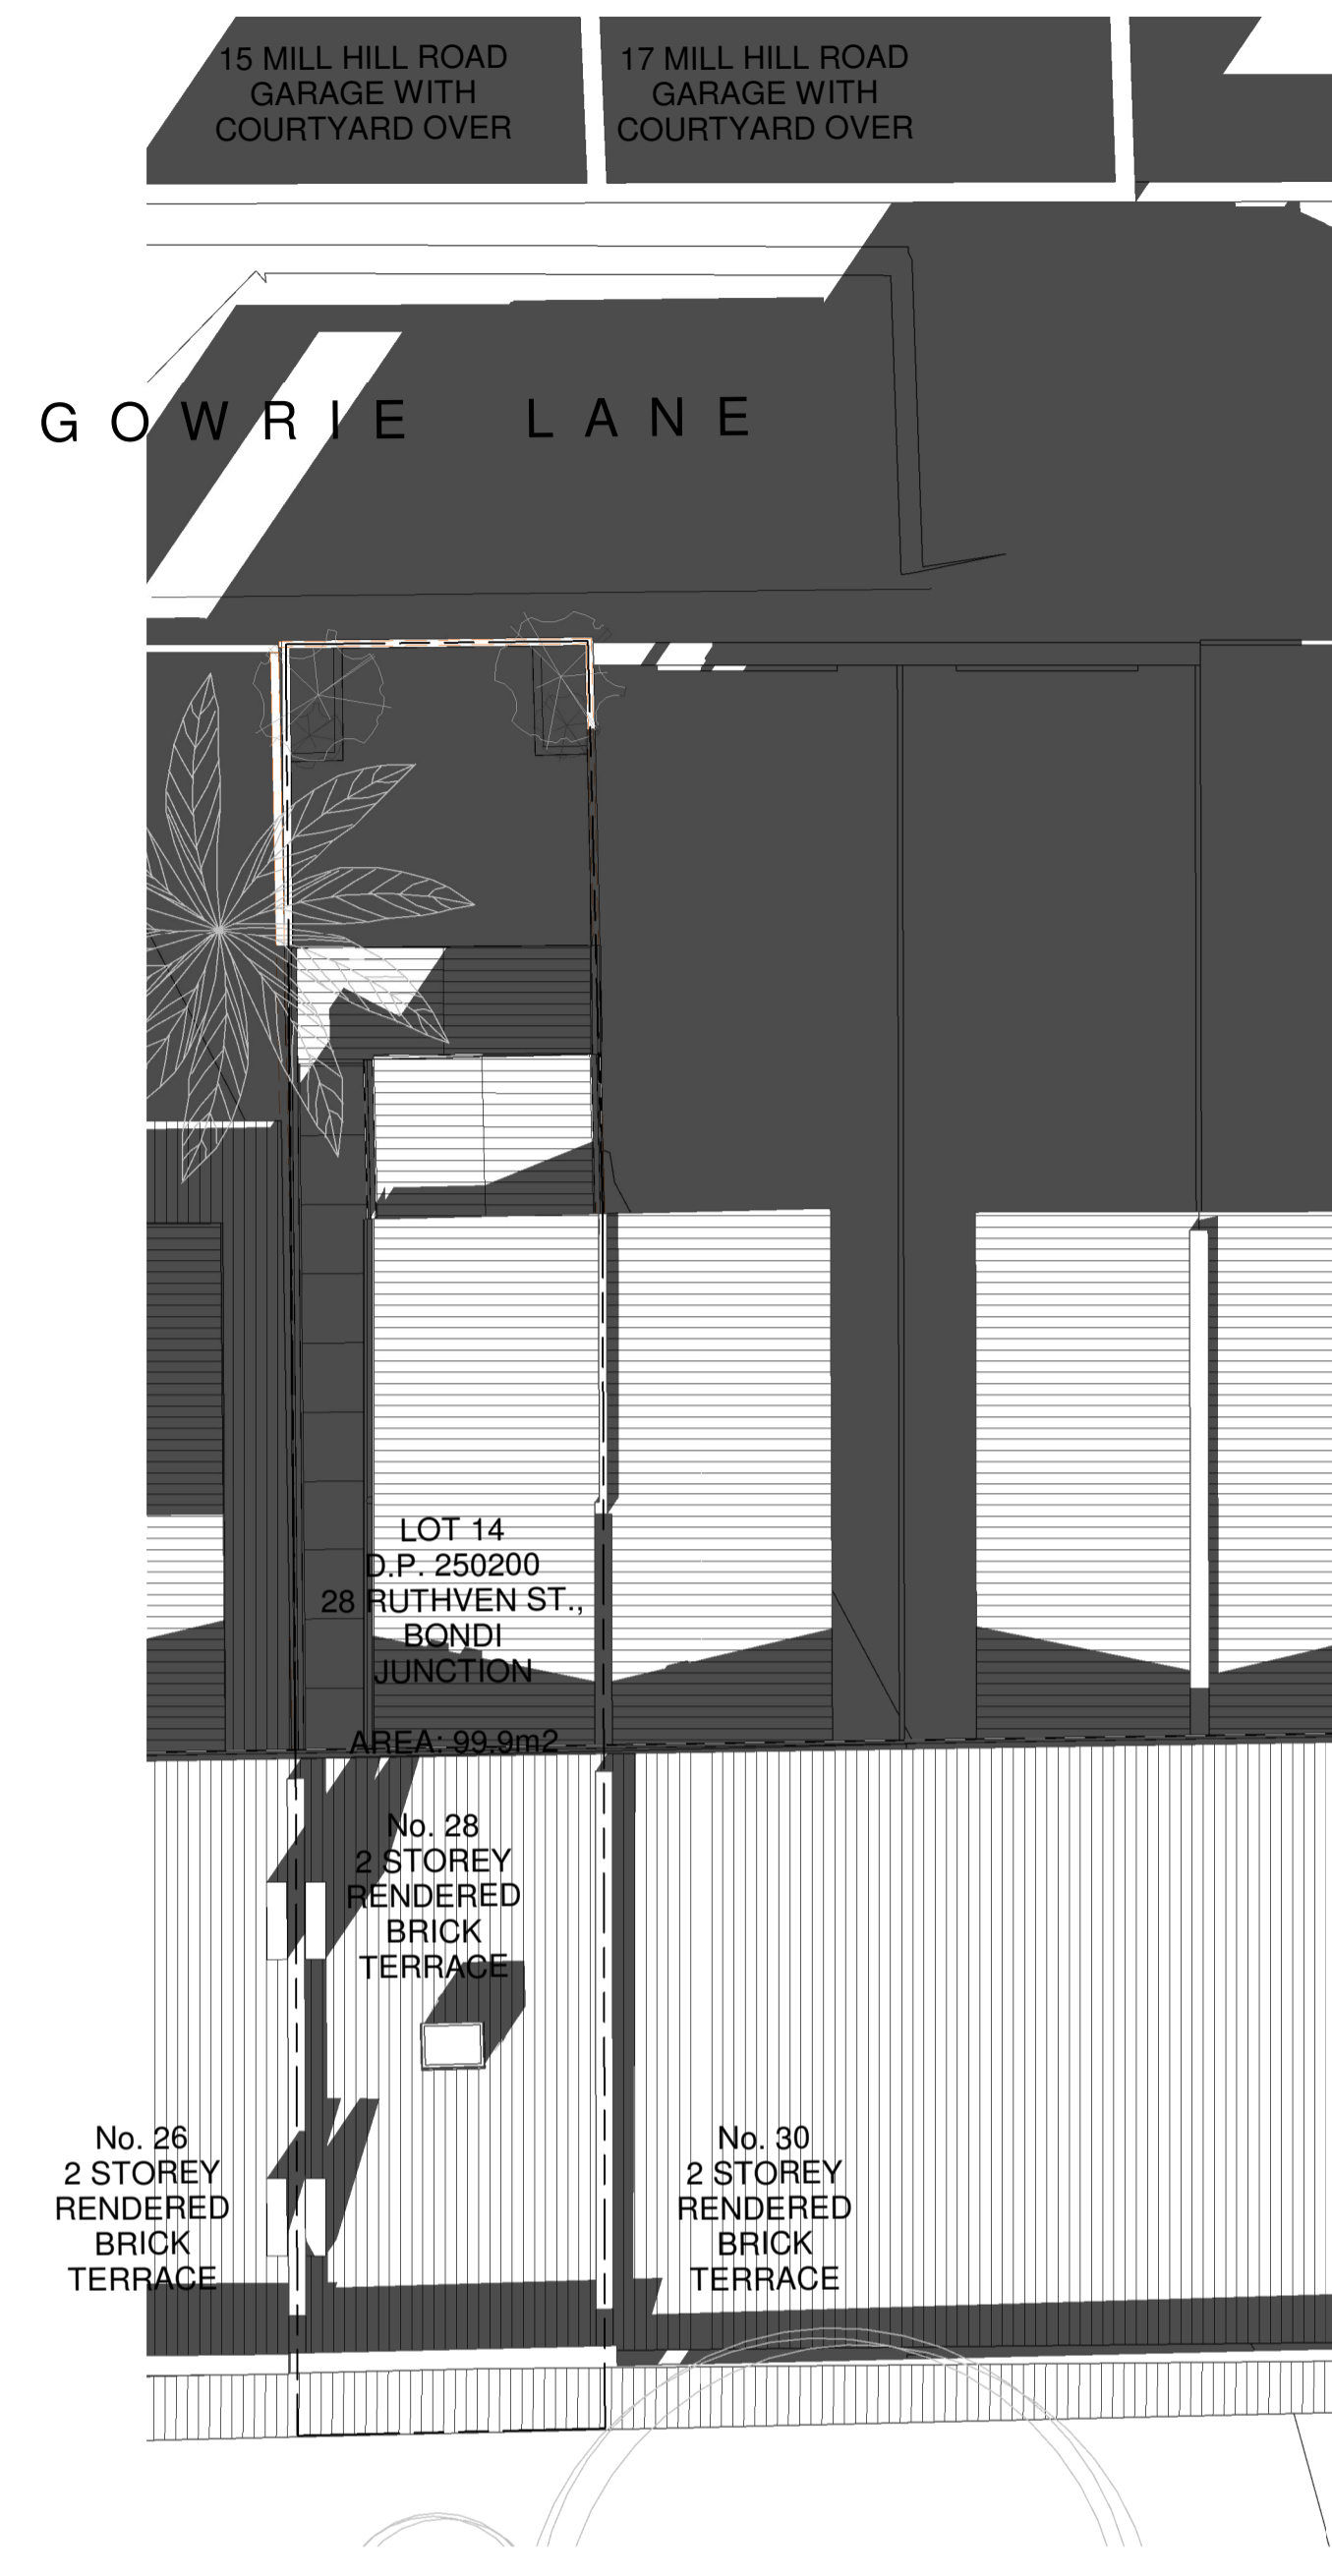 15 MILL HILL ROAD
GARAGE WITH
COURTYARD OVER
17 MILL HILL ROAD
GARAGE WITH
COURTYARD OVER
GOWRIE LANE
LOT 14
D.P. 250200
28 RUTHVEN ST.,
BONDI
JUNCTION
AREA: 99.9m2
No. 28
2 STOREY
RENDERED
BRICK
TERRACE
No. 26
2 STOREY
RENDERED
BRICK
TERRACE
No. 30
2 STOREY
RENDERED
BRICK
TERRACE